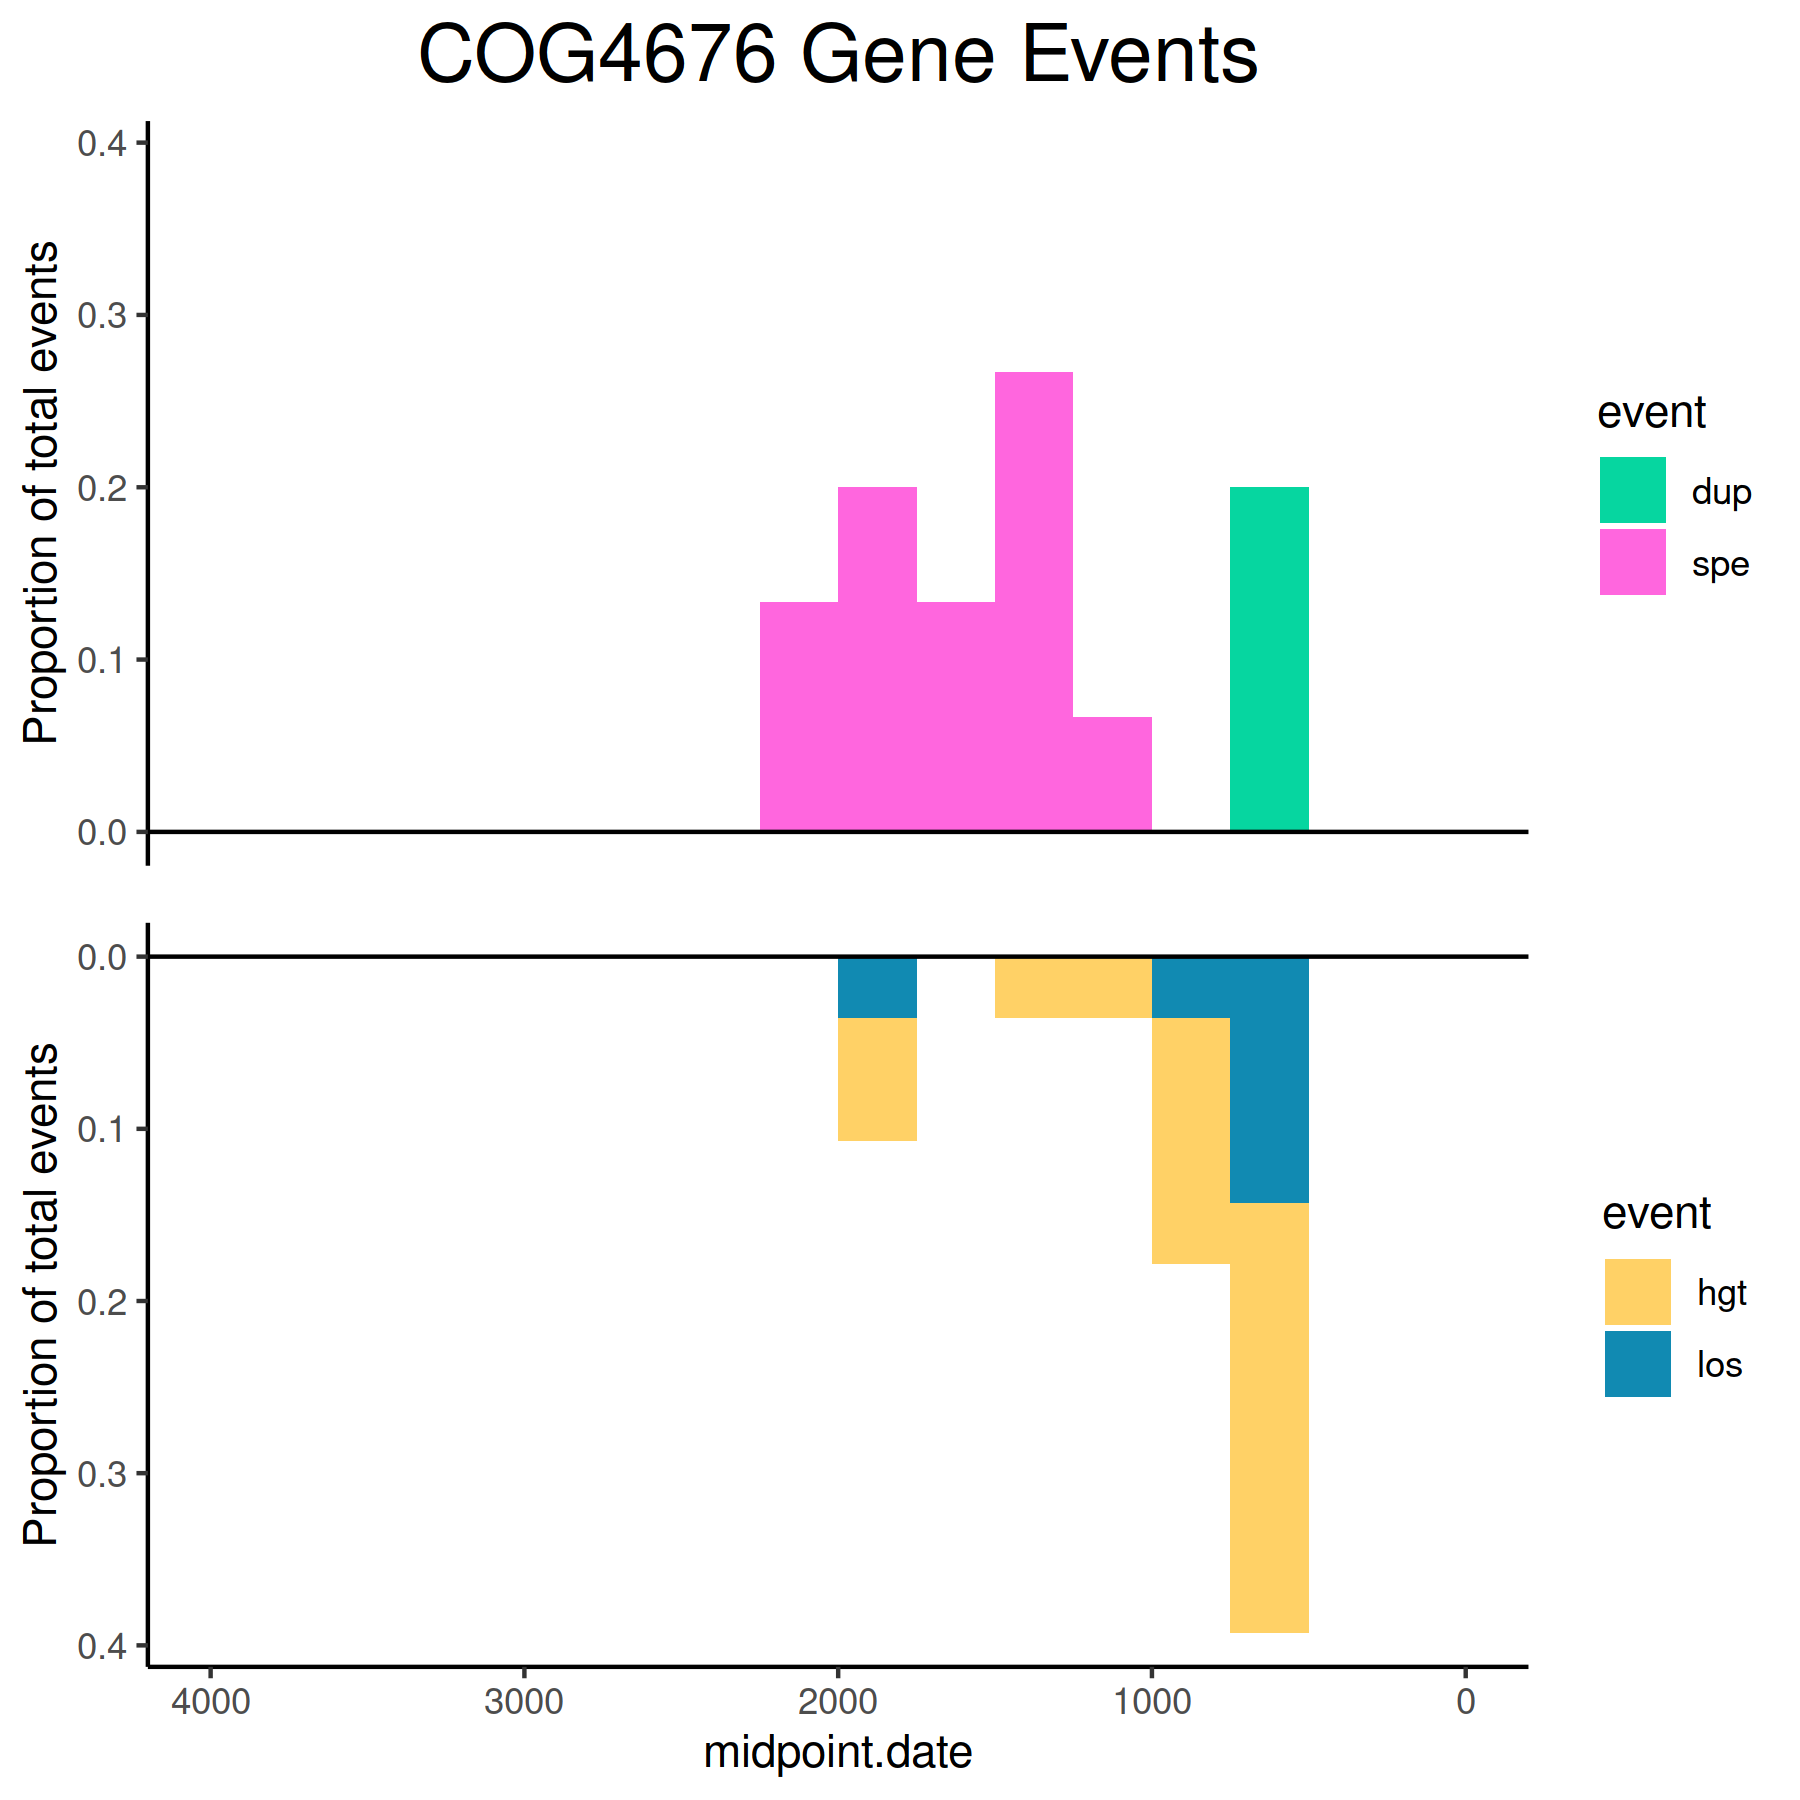 COG4676 Gene Events
Proportion of total events
0.4
0.3
0.2
0.1
0.0
event
dup
spe
Proportion of total events
0.0
0.1
0.2
0.3
0.4
event
hgt
los
4000 3000 2000 1000 0
midpoint.date